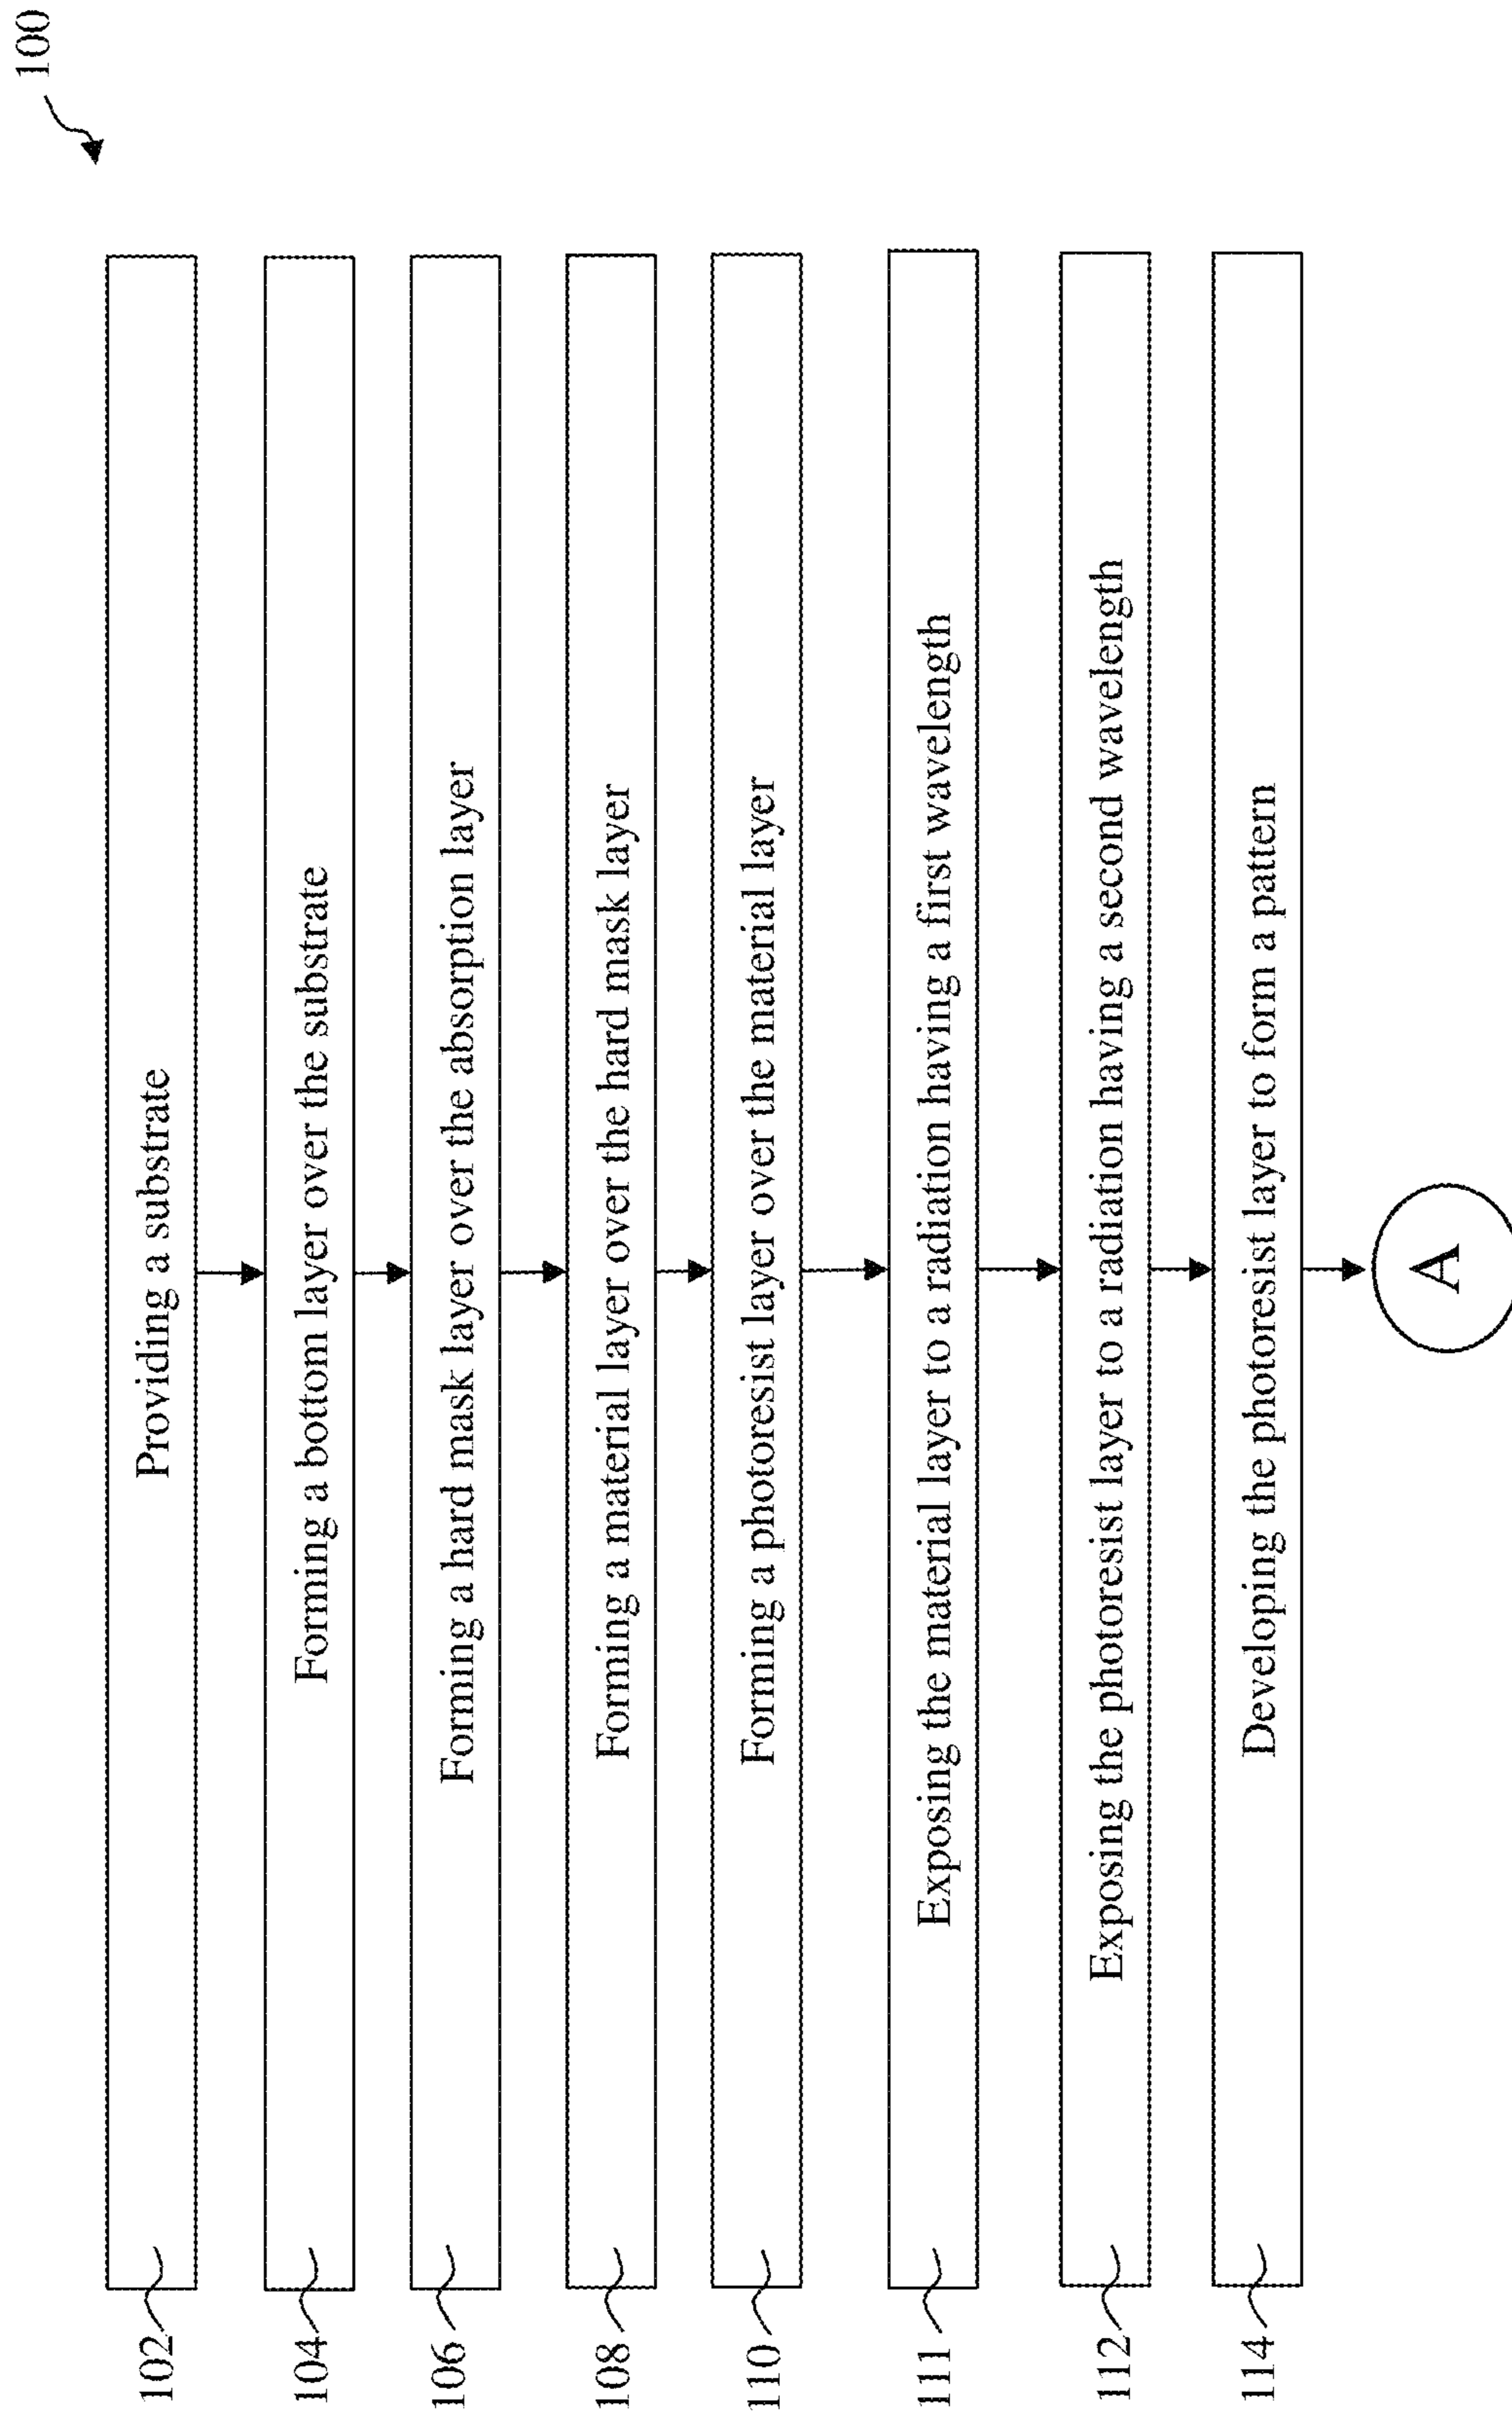 100
102 Providing a substrate
104 Forming a bottom layer over the substrate
106 Forming a hard mask layer over the absorption layer
108 Forming a material layer over the hard mask layer
110 Forming a photoresist layer over the material layer
111 Exposing the material layer to a radiation having a first wavelength
112 Exposing the photoresist layer to a radiation having a second wavelength
114 Developing the photoresist layer to form a pattern
A